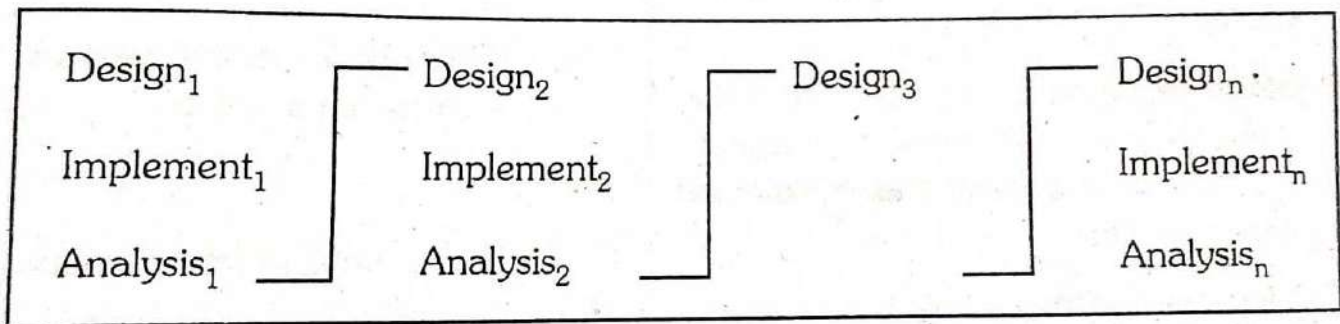 Design₁ Design₂ Design₃ Designₙ
Implement₁ Implement₂ Implementₙ
Analysis₁ Analysis₂ Analysisₙ